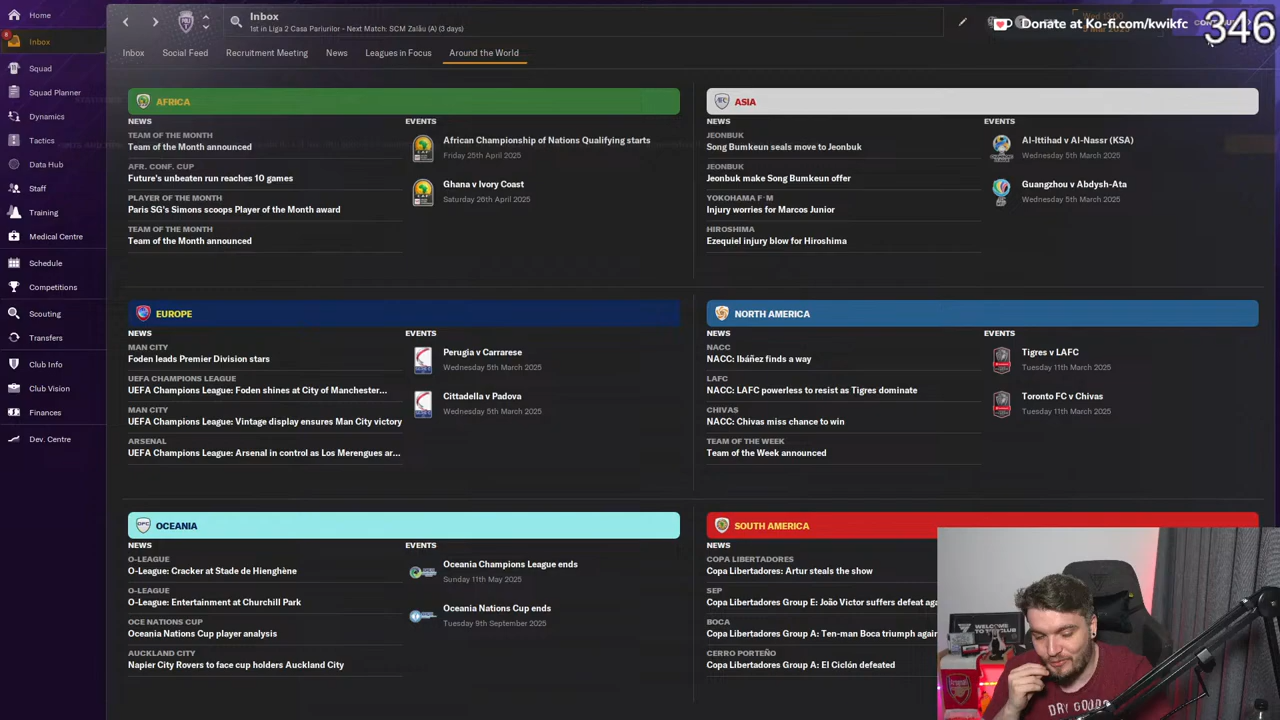 Home
Inbox
Squad
Squad Planner
Dynamics
Tactics
Data Hub
Staff
Training
Medical Centre
Schedule
Competitions
Scouting
Transfers
Club Info
Club Vision
Finances
Dev. Centre
Inbox
1st in Liga 2 Casa Pariurilor - Next Match: SCM Zalău (A) (3 days)
Donate at Ko-fi.com/kwikfc
346
Inbox
Social Feed
Recruitment Meeting
News
Leagues in Focus
Around the World
AFRICA
NEWS
TEAM OF THE MONTH
Team of the Month announced
AFR. CONF. CUP
Future's unbeaten run reaches 10 games
PLAYER OF THE MONTH
Paris SG's Simons scoops Player of the Month award
TEAM OF THE MONTH
Team of the Month announced
EVENTS
African Championship of Nations Qualifying starts
Friday 25th April 2025
Ghana v Ivory Coast
Saturday 26th April 2025
ASIA
NEWS
JEONBUK
Song Bumkeun seals move to Jeonbuk
JEONBUK
Jeonbuk make Song Bumkeun offer
YOKOHAMA F·M
Injury worries for Marcos Junior
HIROSHIMA
Ezequiel injury blow for Hiroshima
EVENTS
Al-Ittihad v Al-Nassr (KSA)
Wednesday 5th March 2025
Guangzhou v Abdysh-Ata
Wednesday 5th March 2025
EUROPE
NEWS
MAN CITY
Foden leads Premier Division stars
UEFA CHAMPIONS LEAGUE
UEFA Champions League: Foden shines at City of Manchester...
MAN CITY
UEFA Champions League: Vintage display ensures Man City victory
ARSENAL
UEFA Champions League: Arsenal in control as Los Merengues ar...
EVENTS
Perugia v Carrarese
Wednesday 5th March 2025
Cittadella v Padova
Wednesday 5th March 2025
NORTH AMERICA
NEWS
NACC
NACC: Ibáñez finds a way
LAFC
NACC: LAFC powerless to resist as Tigres dominate
CHIVAS
NACC: Chivas miss chance to win
TEAM OF THE WEEK
Team of the Week announced
EVENTS
Tigres v LAFC
Tuesday 11th March 2025
Toronto FC v Chivas
Tuesday 11th March 2025
OCEANIA
NEWS
O-LEAGUE
O-League: Cracker at Stade de Hienghène
O-LEAGUE
O-League: Entertainment at Churchill Park
OCE NATIONS CUP
Oceania Nations Cup player analysis
AUCKLAND CITY
Napier City Rovers to face cup holders Auckland City
EVENTS
Oceania Champions League ends
Sunday 11th May 2025
Oceania Nations Cup ends
Tuesday 9th September 2025
SOUTH AMERICA
NEWS
COPA LIBERTADORES
Copa Libertadores: Artur steals the show
SEP
Copa Libertadores Group E: João Victor suffers defeat aga
BOCA
Copa Libertadores Group A: Ten-man Boca triumph again
CERRO PORTEÑO
Copa Libertadores Group A: El Ciclón defeated
WELCOME